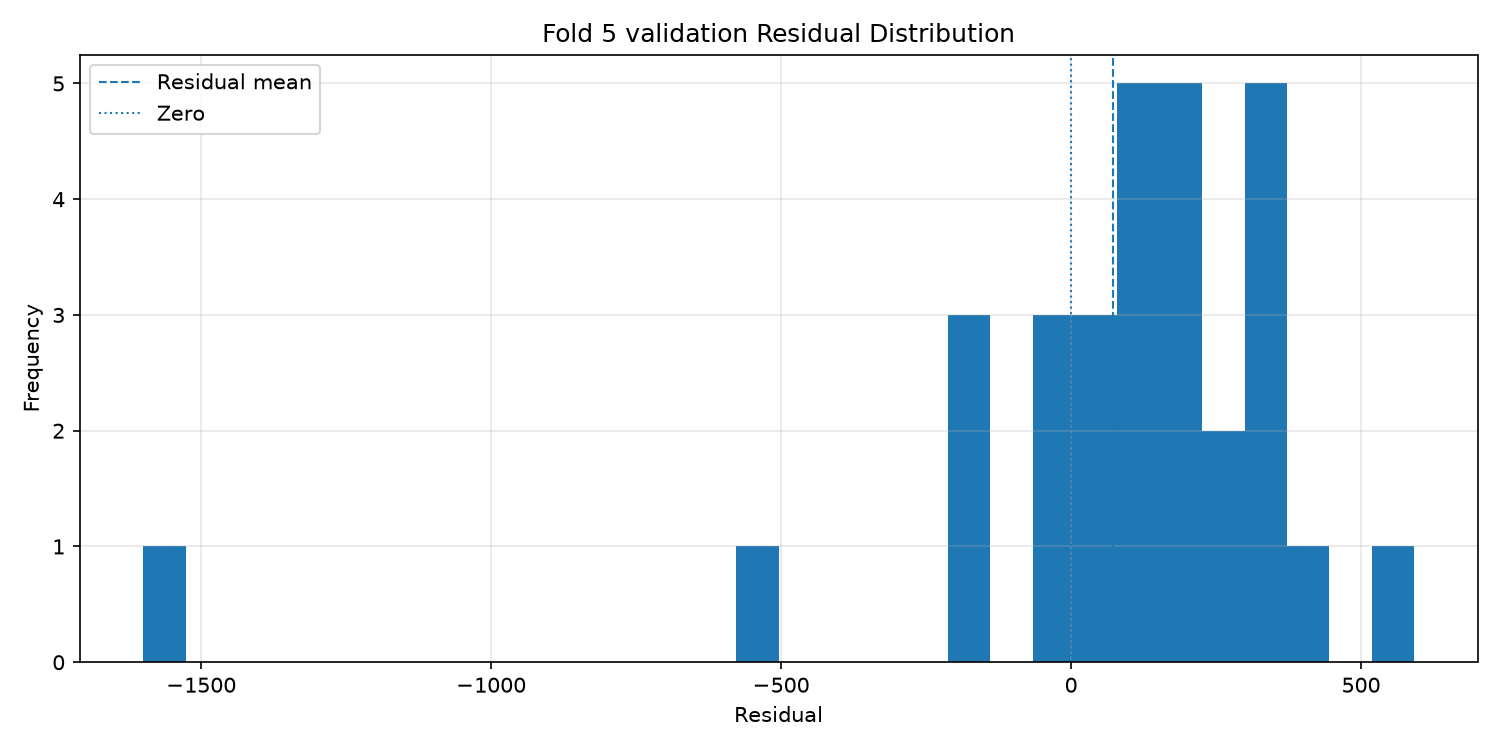 Fold 5 validation Residual Distribution
Residual mean
Zero
5
4
3
2
1
0
Frequency
−1500
−1000
−500
0
500
Residual